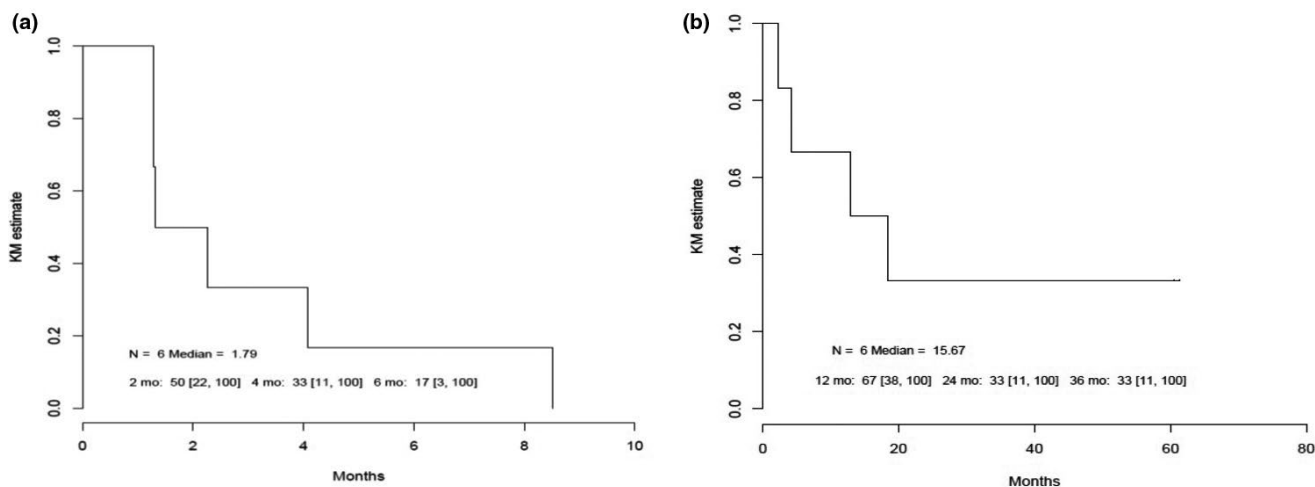 (a)
1.0
0.8
0.6
0.4
0.2
0.0
KM estimate
N = 6 Median = 1.79
2 mo: 50 [22, 100] 4 mo: 33 [11, 100] 6 mo: 17 [3, 100]
0 2 4 6 8 10
Months
(b)
1.0
0.8
0.6
0.4
0.2
0.0
KM estimate
N = 6 Median = 15.67
12 mo: 67 [38, 100] 24 mo: 33 [11, 100] 36 mo: 33 [11, 100]
0 20 40 60 80
Months